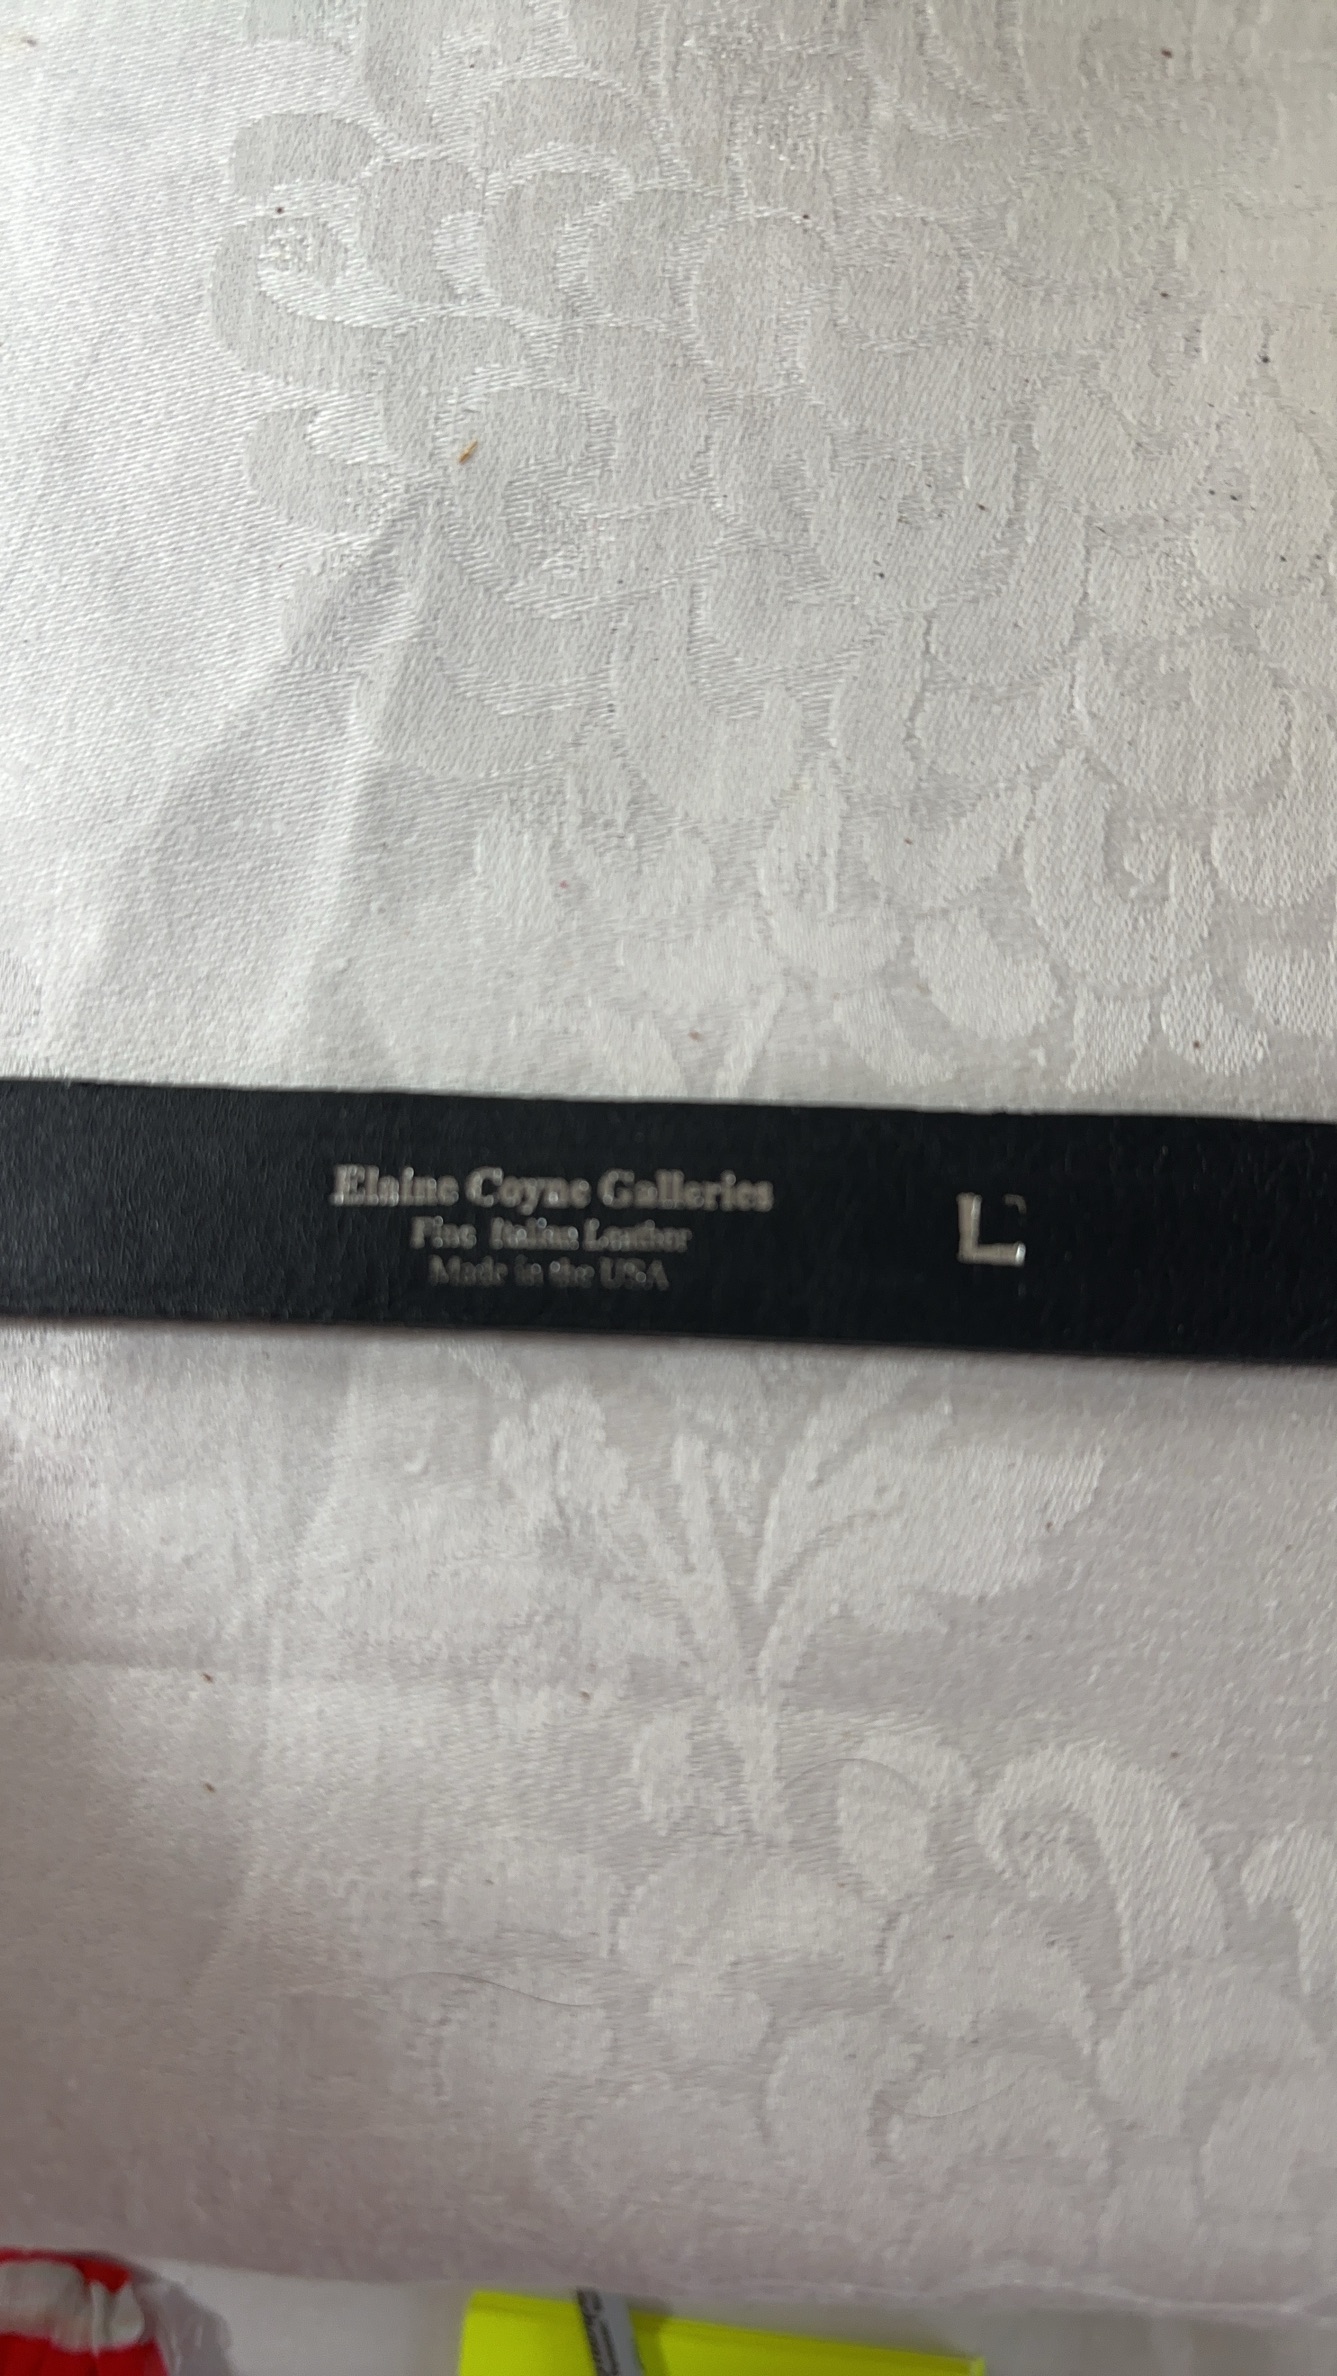 Elaine Coyne Galleries
Fine Italian Leather
Made in the USA
L